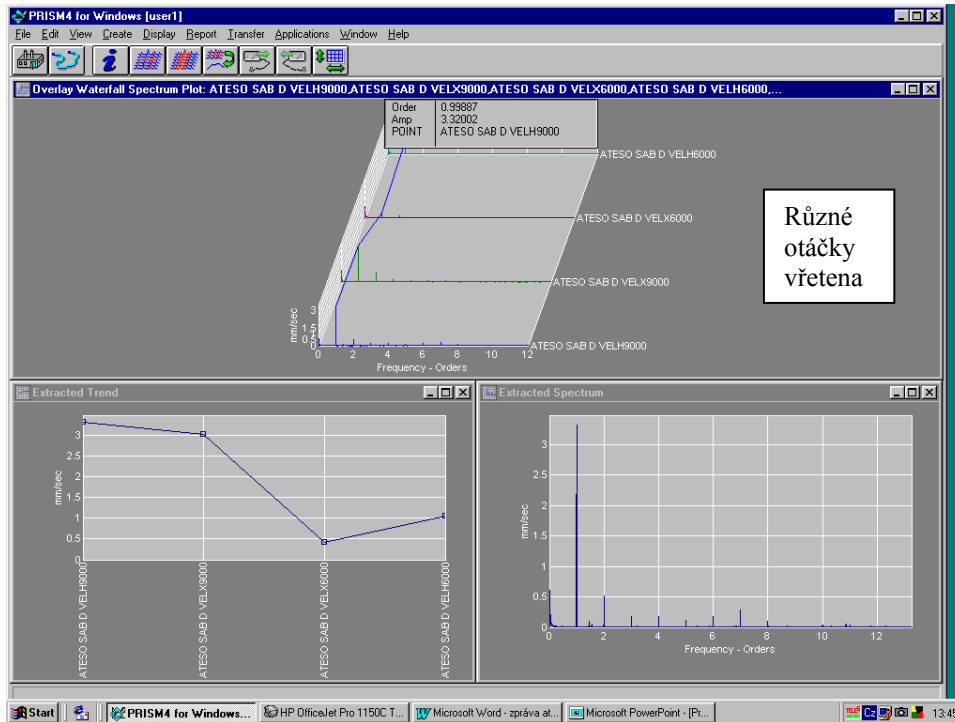 PRISM4 for Windows [user1]
File Edit View Create Display Report Transfer Applications Window Help
Overlay Waterfall Spectrum Plot: ATESO SAB D VELH9000,ATESO SAB D VELX9000,ATESO SAB D VELX6000,ATESO SAB D VELH6000,...
Order 0.99887
Amp 3.32002
POINT ATESO SAB D VELH9000
ATESO SAB D VELH6000
ATESO SAB D VELX6000
ATESO SAB D VELX9000
ATESO SAB D VELH9000
Různé
otáčky
vřetena
mm/sec
3
1.5
0
0 2 4 6 8 10 12
Frequency - Orders
Extracted Trend
3
2.5
2
1.5
1
0.5
0
mm/sec
ATESO SAB D VELH9000
ATESO SAB D VELX9000
ATESO SAB D VELX6000
ATESO SAB D VELH6000
Extracted Spectrum
3
2.5
2
1.5
1
0.5
0
mm/sec
0 2 4 6 8 10 12
Frequency - Orders
Start
PRISM4 for Windows...
HP OfficeJet Pro 1150C T...
Microsoft Word - zpráva at...
Microsoft PowerPoint - [Pr...
Cz
13:45